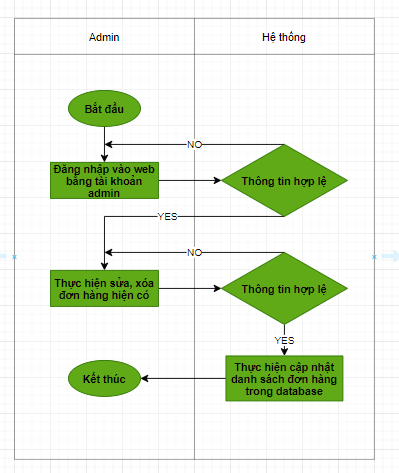 Admin
Hệ thống
Bắt đầu
NO
Đăng nhập vào web
bằng tài khoản
admin
Thông tin hợp lệ
YES
NO
Thực hiện sửa, xóa
đơn hàng hiện có
Thông tin hợp lệ
YES
Thực hiện cập nhật
danh sách đơn hàng
trong database
Kết thúc